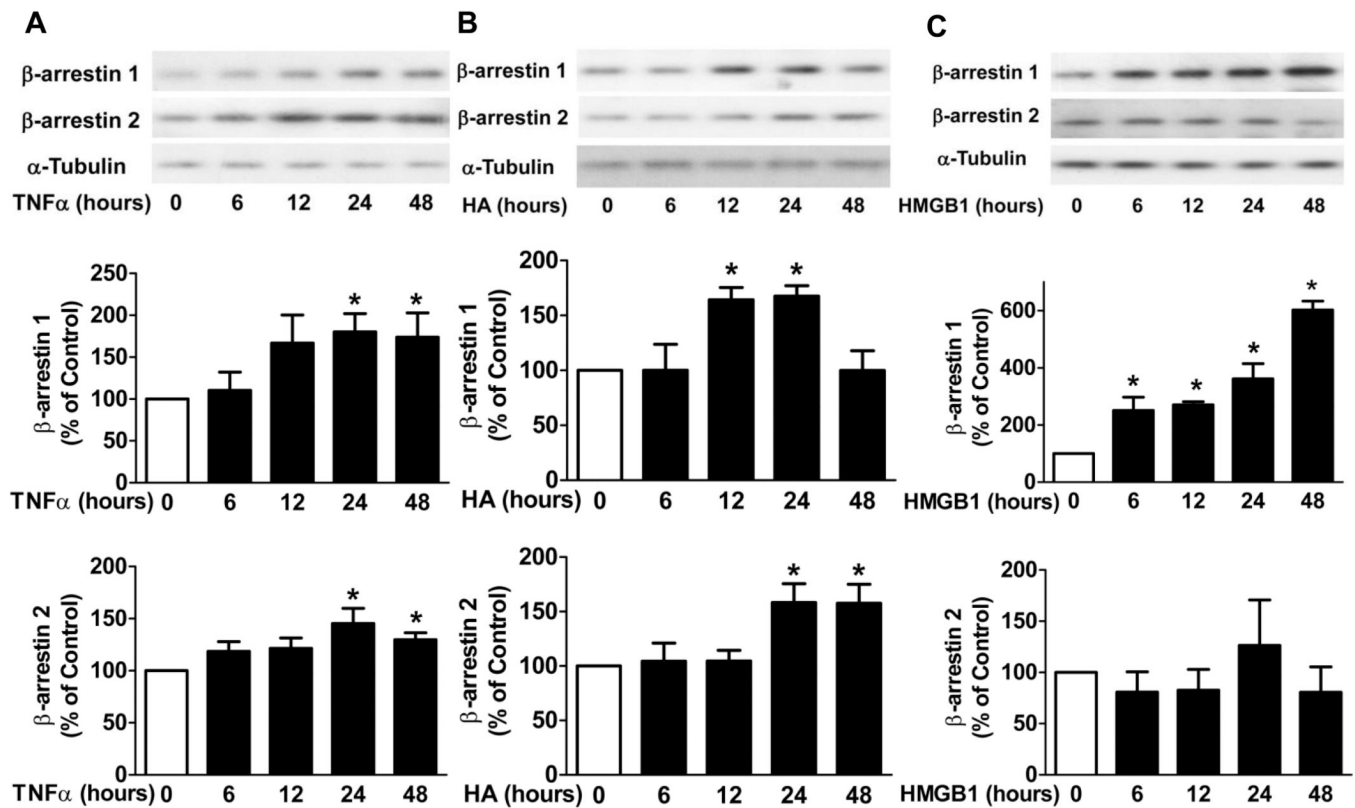 A
β-arrestin 1
β-arrestin 2
α-Tubulin
TNFα (hours) 0 6 12 24 48
B
β-arrestin 1
β-arrestin 2
α-Tubulin
HA (hours) 0 6 12 24 48
C
β-arrestin 1
β-arrestin 2
α-Tubulin
HMGB1 (hours) 0 6 12 24 48
β-arrestin 1
(% of Control)
250
200
150
100
50
0
* *
TNFα (hours) 0 6 12 24 48
β-arrestin 1
(% of Control)
200
150
100
50
0
* *
HA (hours) 0 6 12 24 48
β-arrestin 1
(% of Control)
600
400
200
0
* * * *
HMGB1 (hours) 0 6 12 24 48
β-arrestin 2
(% of Control)
200
150
100
50
0
* *
TNFα (hours) 0 6 12 24 48
β-arrestin 2
(% of Control)
200
150
100
50
0
* *
HA (hours) 0 6 12 24 48
β-arrestin 2
(% of Control)
200
150
100
50
0
HMGB1 (hours) 0 6 12 24 48